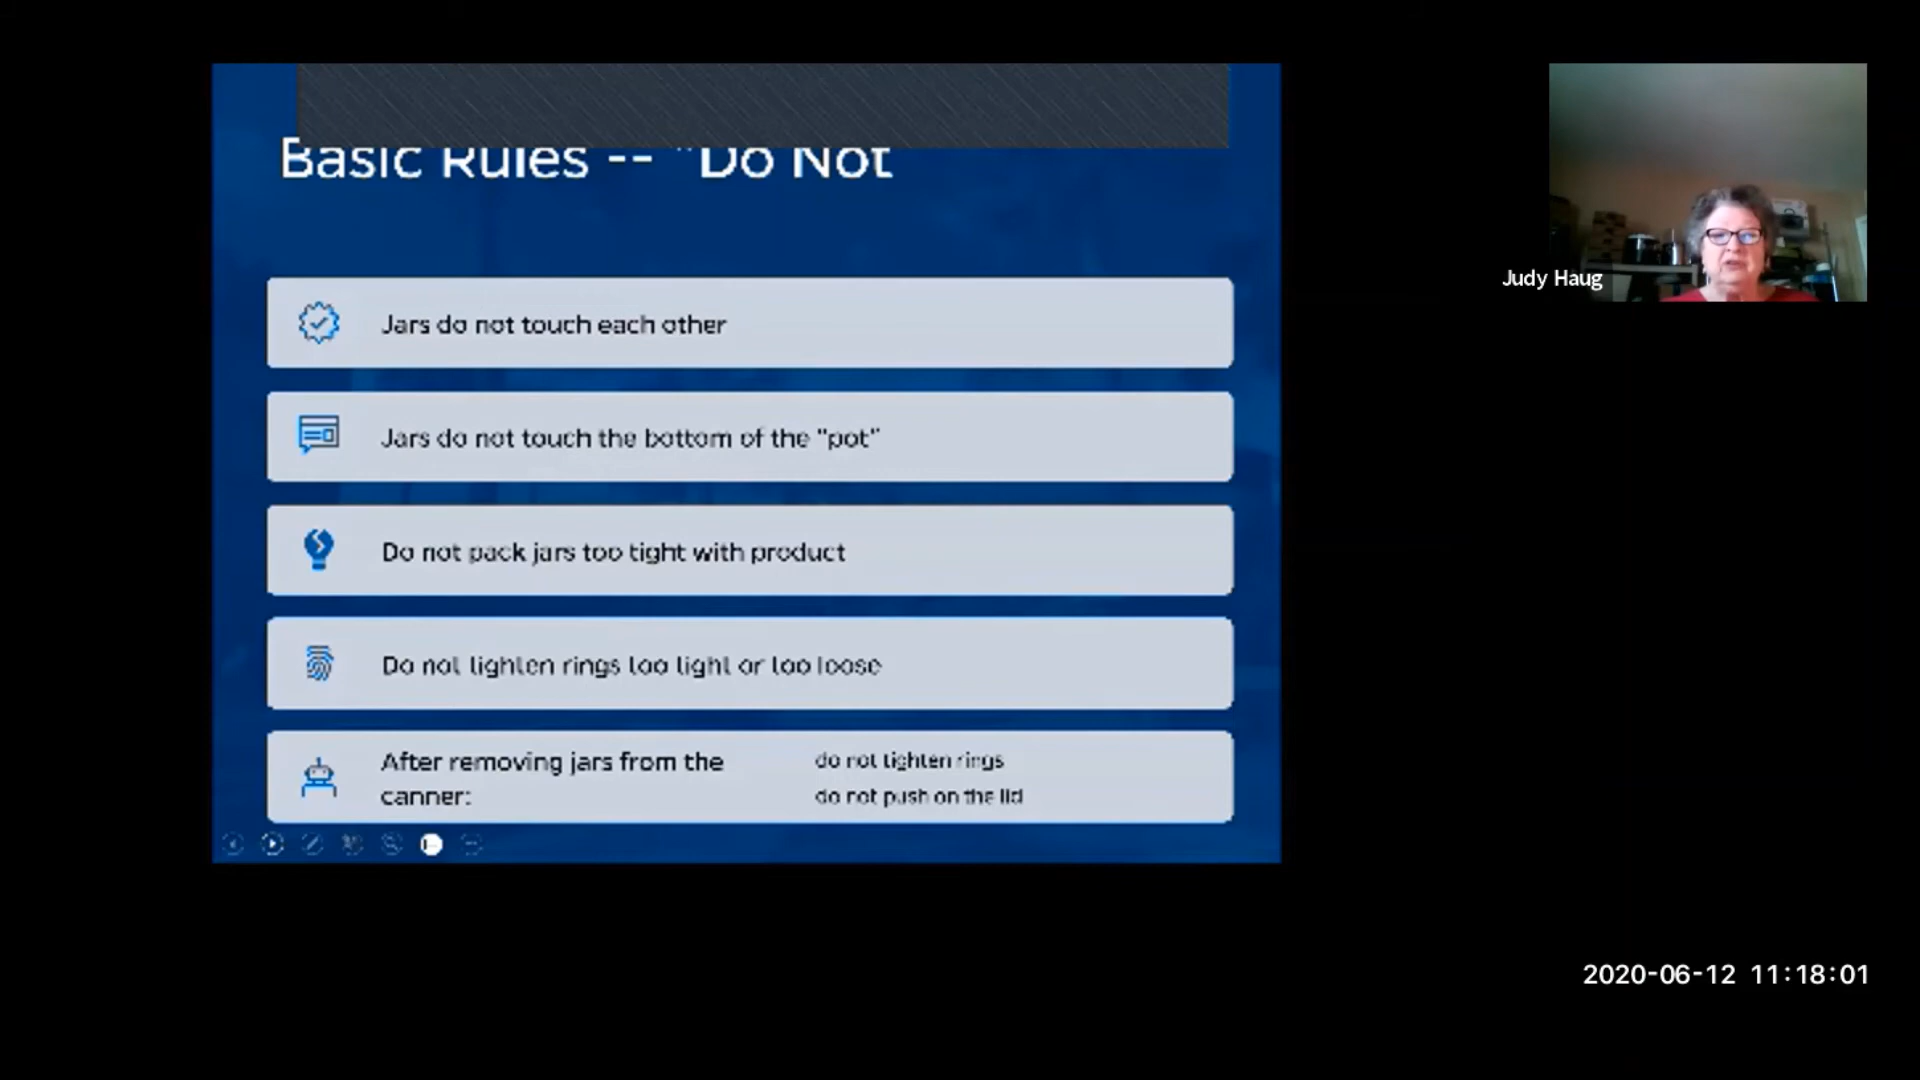 Basic Rules -- "Do Not
Jars do not touch each other
Jars do not touch the bottom of the "pot"
Do not pack jars too tight with product
Do not tighten rings too tight or too loose
After removing jars from the
canner:
do not tighten rings
do not push on the lid
Judy Haug
2020-06-12 11:18:01